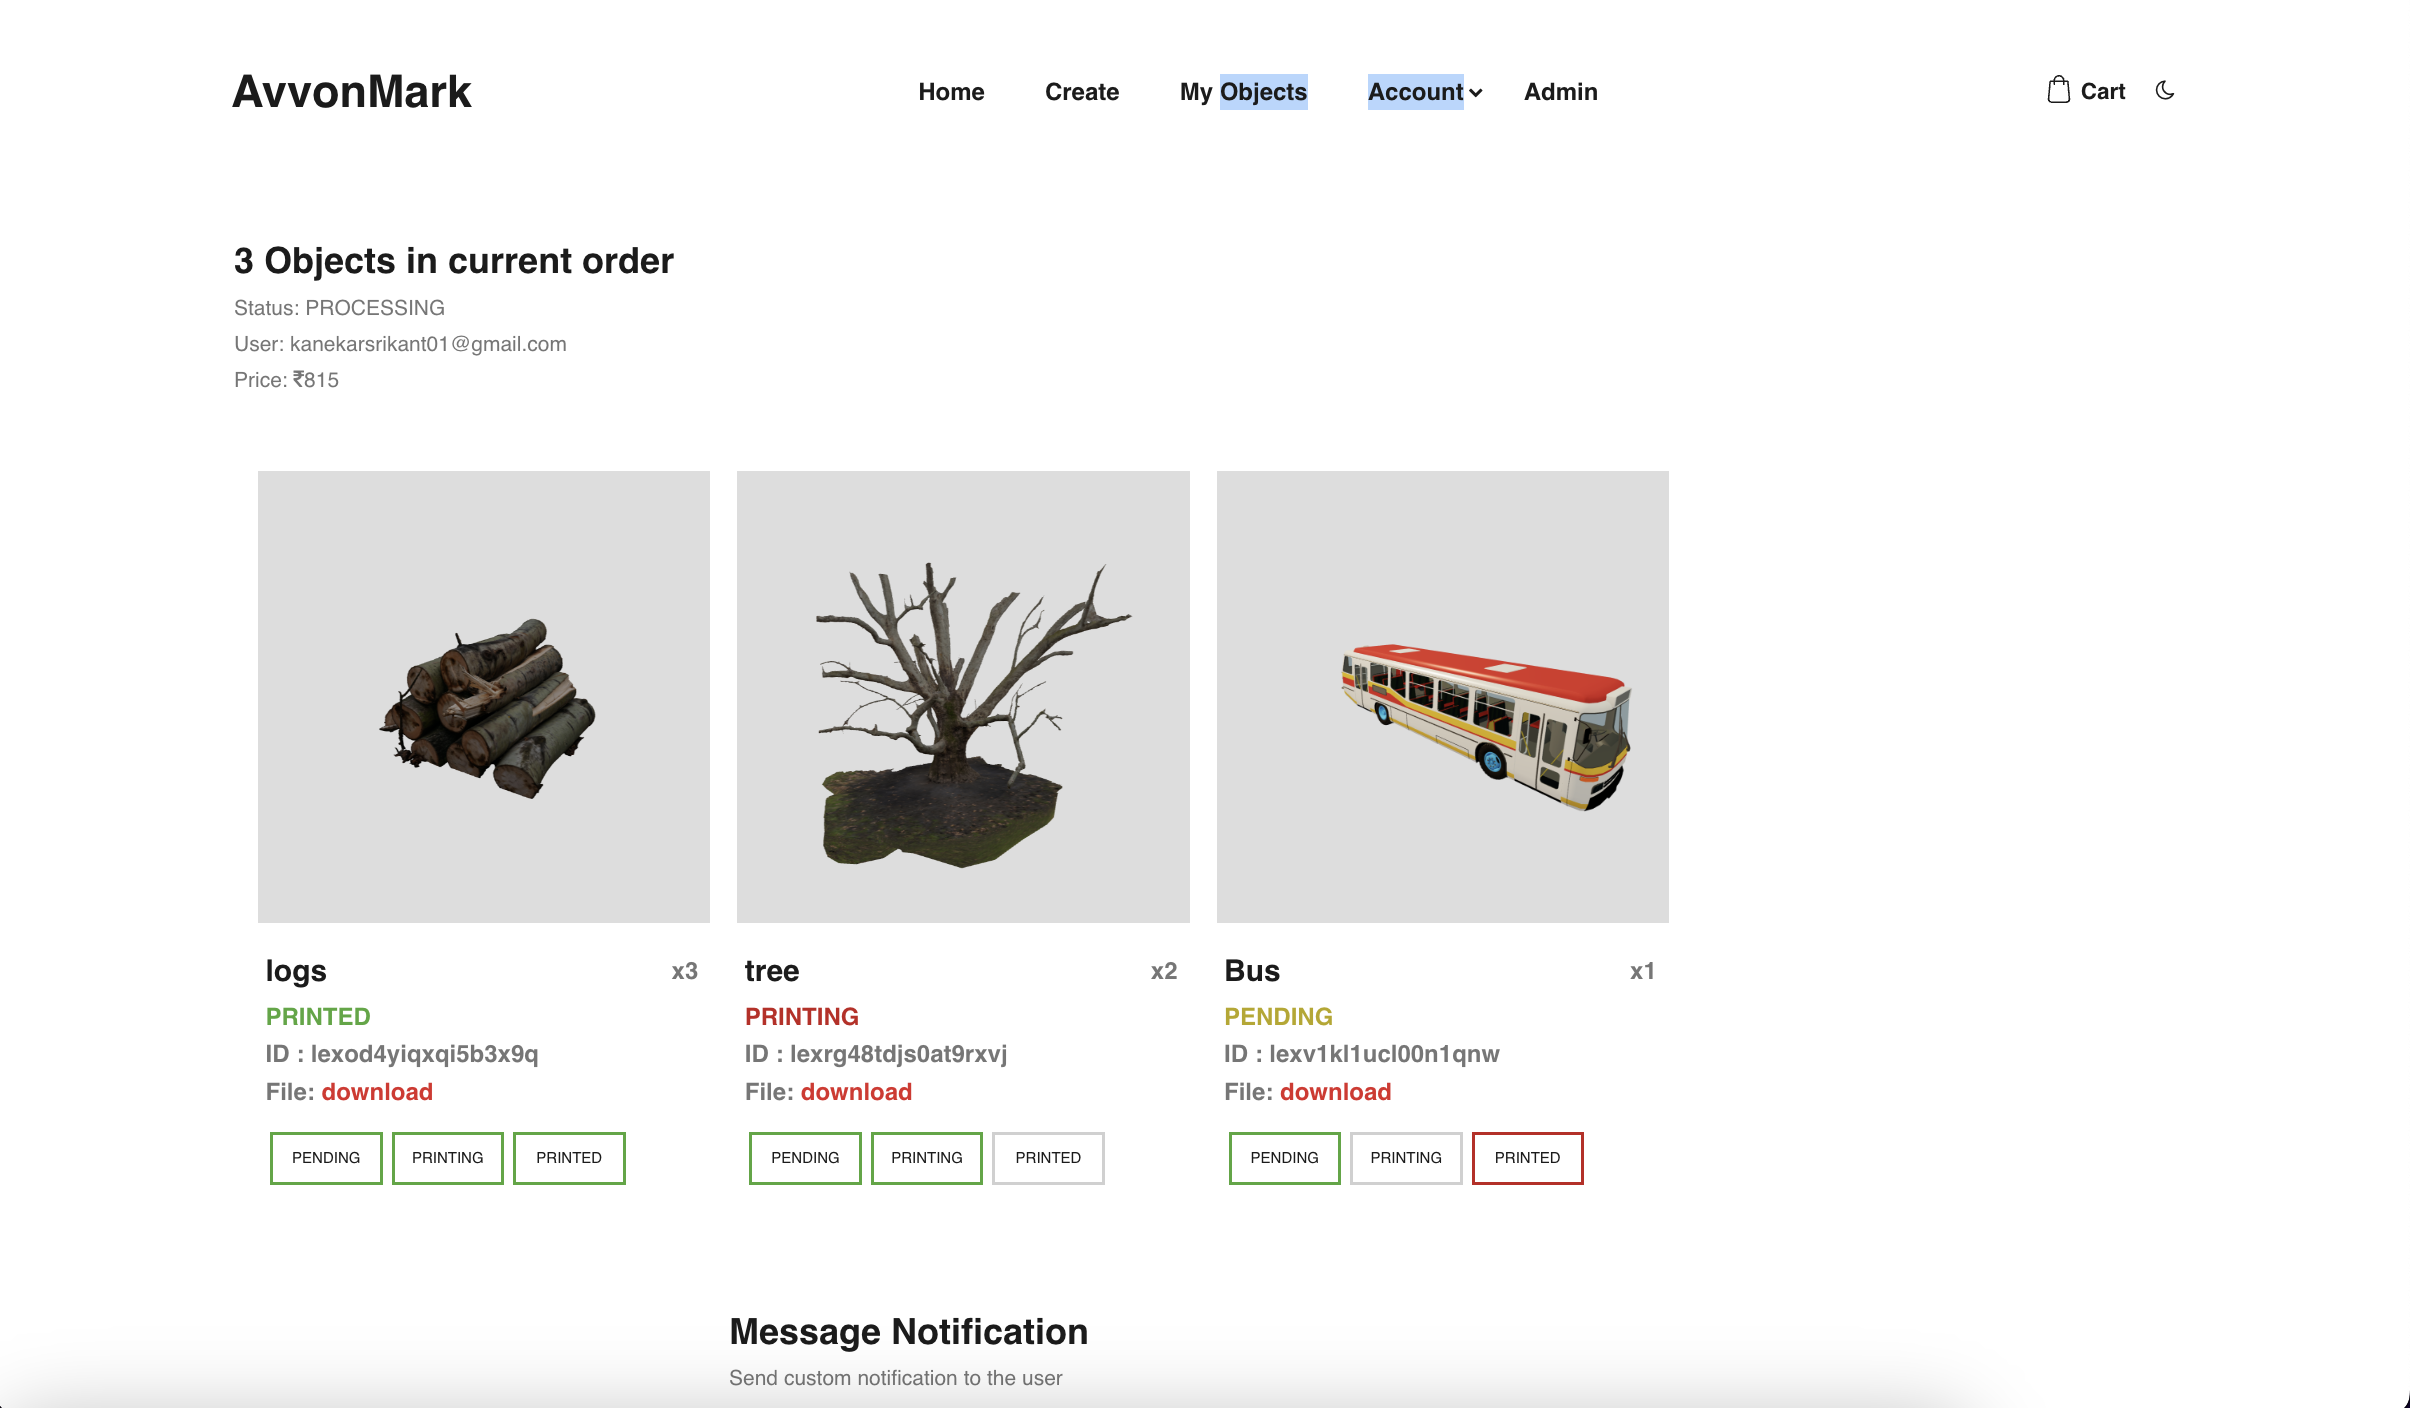 AvvonMark
Home Create My Objects Account Admin
Cart
3 Objects in current order
Status: PROCESSING
User: kanekarsrikant01@gmail.com
Price: ₹815
logs x3
PRINTED
ID : lexod4yiqxqi5b3x9q
File: download
PENDING PRINTING PRINTED
tree x2
PRINTING
ID : lexrg48tdjs0at9rxvj
File: download
PENDING PRINTING PRINTED
Bus x1
PENDING
ID : lexv1kl1ucl00n1qnw
File: download
PENDING PRINTING PRINTED
Message Notification
Send custom notification to the user